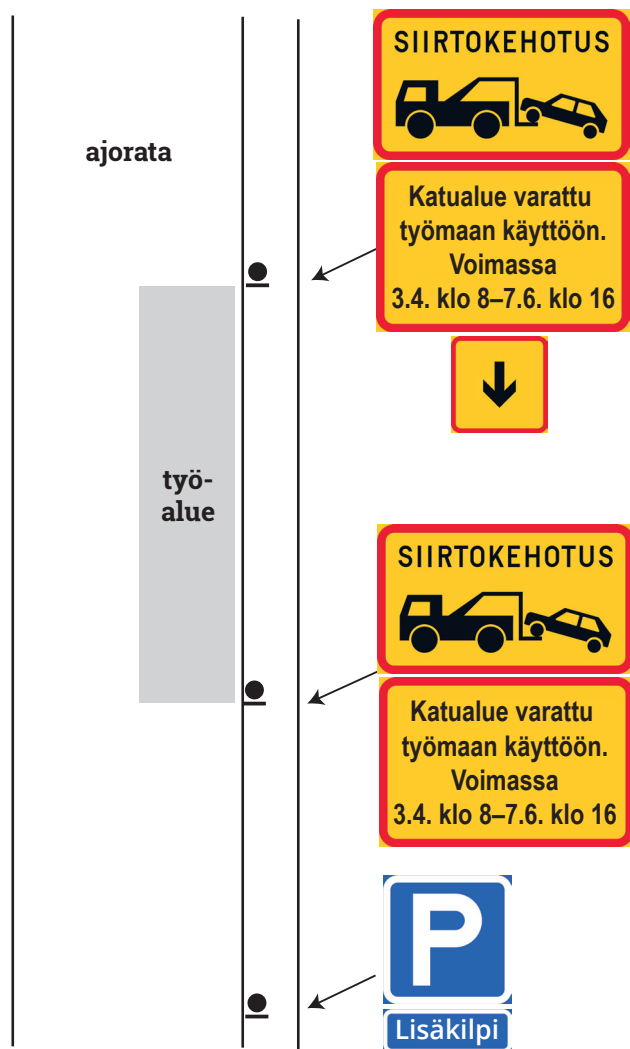 SIIRTOKEHOTUS
ajorata
Katualue varattu
työmaan käyttöön.
Voimassa
3.4. klo 8–7.6. klo 16
työ-
alue
SIIRTOKEHOTUS
Katualue varattu
työmaan käyttöön.
Voimassa
3.4. klo 8–7.6. klo 16
P
Lisäkilpi